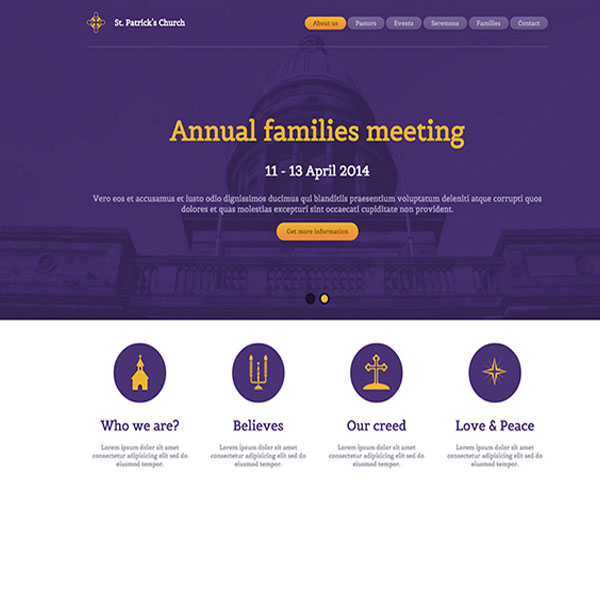 St. Patrick's Church
About us
Pastors
Events
Seremons
Families
Contact
Annual families meeting
11 - 13 April 2014
Vero eos et accusamus et iusto odio dignissimos ducimus qui blanditiis praesentium voluptatum deleniti atque corrupti quos
dolores et quas molestias excepturi sint occaecati cupiditate non provident.
Get more information
Who we are?
Lorem ipsum dolor sit amet
consectetur adipisicing elit sed do
eiusmod tempor.
Believes
Lorem ipsum dolor sit amet
consectetur adipisicing elit sed do
eiusmod tempor.
Our creed
Lorem ipsum dolor sit amet
consectetur adipisicing elit sed do
eiusmod tempor.
Love & Peace
Lorem ipsum dolor sit amet
consectetur adipisicing elit sed do
eiusmod tempor.